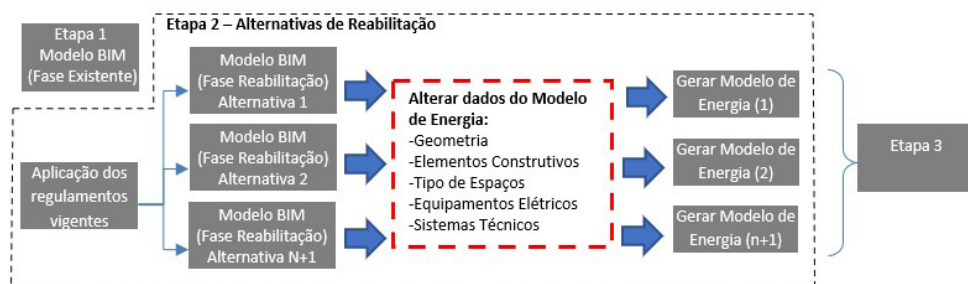 Etapa 2 – Alternativas de Reabilitação
Etapa 1
Modelo BIM
(Fase Existente)
Aplicação dos
regulamentos
vigentes
Modelo BIM
(Fase Reabilitação)
Alternativa 1
Modelo BIM
(Fase Reabilitação)
Alternativa 2
Modelo BIM
(Fase Reabilitação)
Alternativa N+1
Alterar dados do Modelo
de Energia:
-Geometria
-Elementos Construtivos
-Tipo de Espaços
-Equipamentos Elétricos
-Sistemas Técnicos
Gerar Modelo de
Energia (1)
Gerar Modelo de
Energia (2)
Gerar Modelo de
Energia (n+1)
Etapa 3